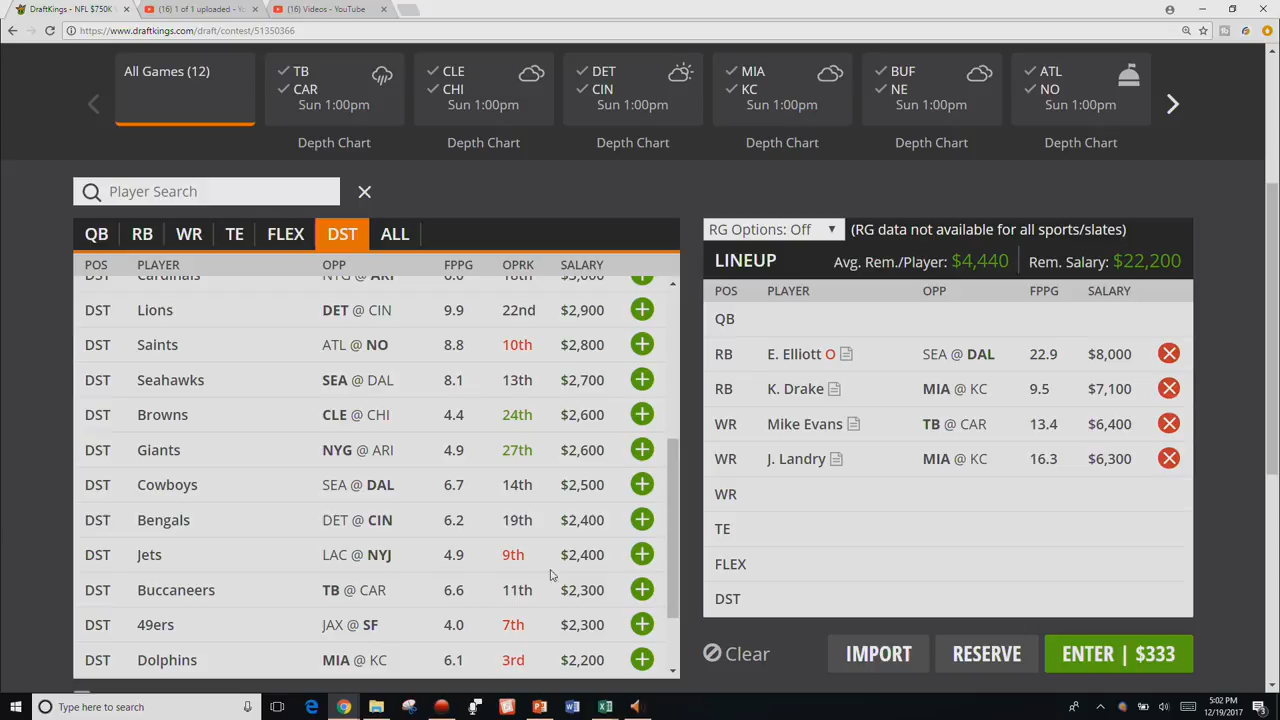 DraftKings - NFL $750K
(16) 1 of 1 uploaded - Y
(16) Videos - YouTube
https://www.draftkings.com/draft/contest/51350366
All Games (12)
TB
CAR
Sun 1:00pm
CLE
CHI
Sun 1:00pm
DET
CIN
Sun 1:00pm
MIA
KC
Sun 1:00pm
BUF
NE
Sun 1:00pm
ATL
NO
Sun 1:00pm
Depth Chart
Depth Chart
Depth Chart
Depth Chart
Depth Chart
Depth Chart
Player Search
QB RB WR TE FLEX DST ALL
POS PLAYER OPP FPPG OPRK SALARY
DST Lions DET @ CIN 9.9 22nd $2,900
DST Saints ATL @ NO 8.8 10th $2,800
DST Seahawks SEA @ DAL 8.1 13th $2,700
DST Browns CLE @ CHI 4.4 24th $2,600
DST Giants NYG @ ARI 4.9 27th $2,600
DST Cowboys SEA @ DAL 6.7 14th $2,500
DST Bengals DET @ CIN 6.2 19th $2,400
DST Jets LAC @ NYJ 4.9 9th $2,400
DST Buccaneers TB @ CAR 6.6 11th $2,300
DST 49ers JAX @ SF 4.0 7th $2,300
DST Dolphins MIA @ KC 6.1 3rd $2,200
RG Options: Off (RG data not available for all sports/slates)
LINEUP Avg. Rem./Player: $4,440 Rem. Salary: $22,200
POS PLAYER OPP FPPG SALARY
QB
RB E. Elliott O SEA @ DAL 22.9 $8,000
RB K. Drake MIA @ KC 9.5 $7,100
WR Mike Evans TB @ CAR 13.4 $6,400
WR J. Landry MIA @ KC 16.3 $6,300
WR
TE
FLEX
DST
Clear IMPORT RESERVE ENTER | $333
Type here to search
5:02 PM
12/19/2017